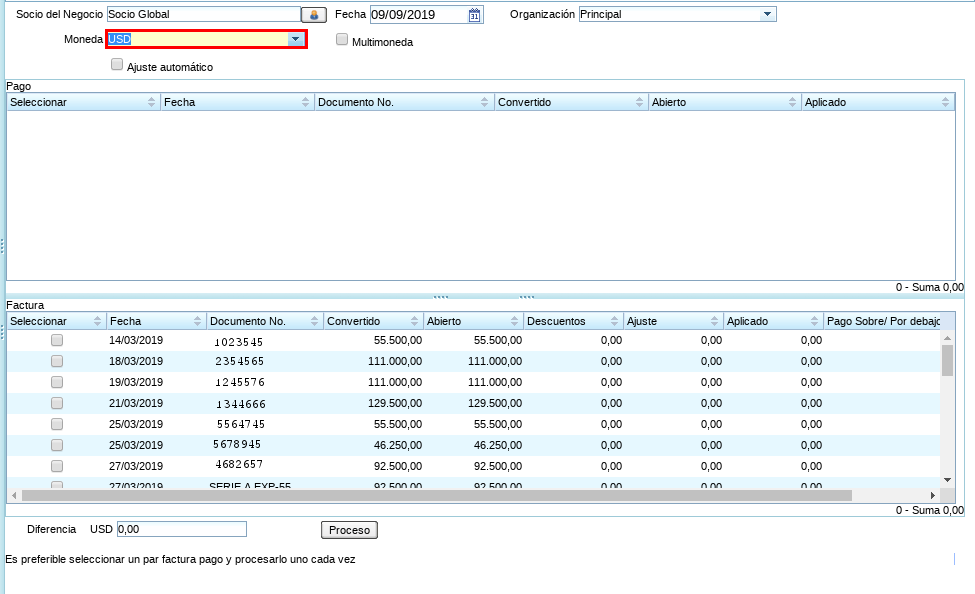 Socio del Negocio Socio Global Fecha 09/09/2019 31 Organización Principal
Moneda USD Multimoneda
Ajuste automático
Pago
Seleccionar Fecha Documento No. Convertido Abierto Aplicado
0 - Suma 0,00
Factura
Seleccionar Fecha Documento No. Convertido Abierto Descuentos Ajuste Aplicado Pago Sobre/ Por debajo
14/03/2019 1023545 55.500,00 55.500,00 0,00 0,00 0,00
18/03/2019 2354565 111.000,00 111.000,00 0,00 0,00 0,00
19/03/2019 1245576 111.000,00 111.000,00 0,00 0,00 0,00
21/03/2019 1344666 129.500,00 129.500,00 0,00 0,00 0,00
25/03/2019 5564745 55.500,00 55.500,00 0,00 0,00 0,00
25/03/2019 5678945 46.250,00 46.250,00 0,00 0,00 0,00
27/03/2019 4682657 92.500,00 92.500,00 0,00 0,00 0,00
27/03/2019 SERIE A EXP-55 92.500,00 92.500,00 0,00 0,00 0,00
0 - Suma 0,00
Diferencia USD 0,00 Proceso
Es preferible seleccionar un par factura pago y procesarlo uno cada vez